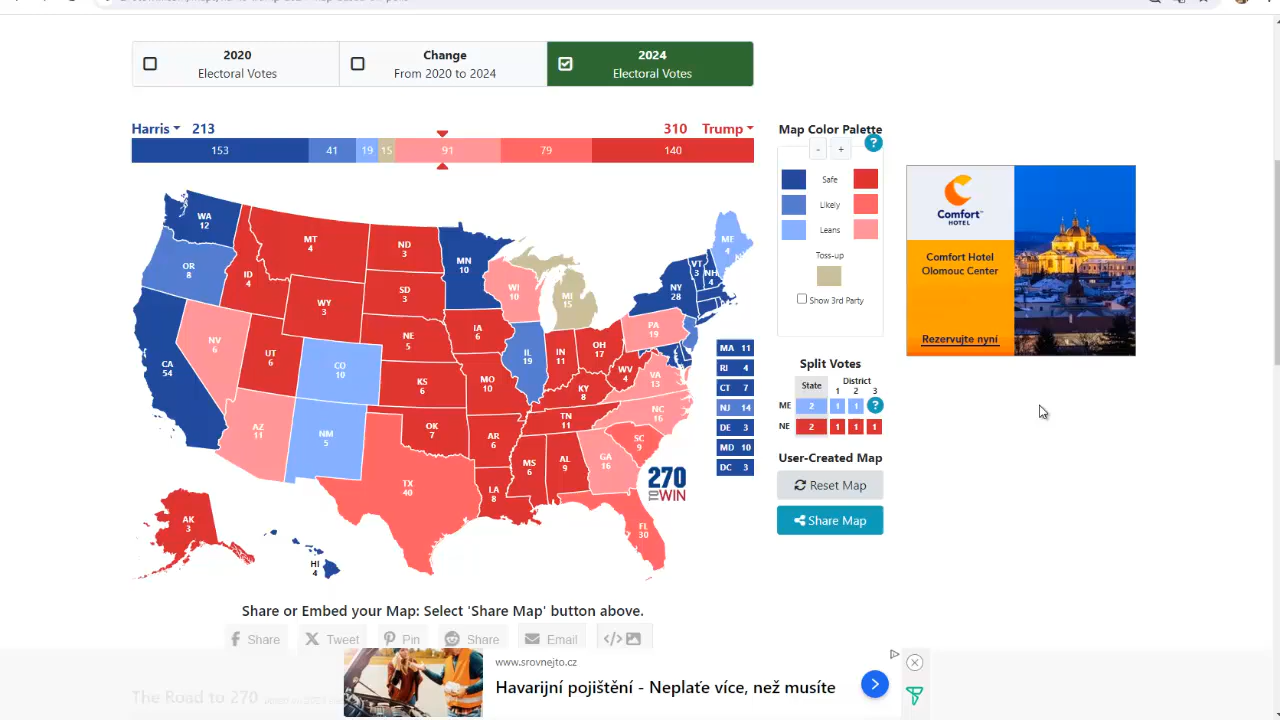 2020
Electoral Votes
Change
From 2020 to 2024
2024
Electoral Votes
Harris 213
310 Trump
153 41 19 15 91 79 140
WA
12
OR
8
CA
54
NV
6
ID
4
MT
4
WY
3
UT
6
AZ
11
CO
10
NM
5
ND
3
SD
3
NE
5
KS
6
OK
7
TX
40
MN
10
IA
6
MO
10
AR
6
LA
8
WI
10
IL
19
MI
15
IN
11
OH
17
KY
8
TN
11
MS
6
AL
9
GA
16
FL
30
SC
9
NC
16
VA
13
WV
4
PA
19
NY
28
VT
3
NH
4
ME
4
AK
3
HI
4
MA 11
RI 4
CT 7
NJ 14
DE 3
MD 10
DC 3
270
TO WIN
Map Color Palette
- + ?
Safe
Likely
Leans
Toss-up
Show 3rd Party
Split Votes
State District
1 2 3
ME 2 1 1 ?
NE 2 1 1 1
User-Created Map
Reset Map
Share Map
Comfort
HOTEL
Comfort Hotel
Olomouc Center
Rezervujte nyní
Share or Embed your Map: Select 'Share Map' button above.
Share Tweet Pin Share Email
The Road to 270
www.srovnejto.cz
Havarijní pojištění - Neplaťte více, než musíte